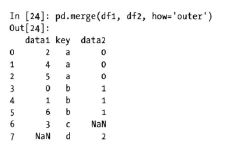 In [24]: pd.merge(df1, df2, how='outer')
Out[24]:
data1 key data2
0 2 a 0
1 4 a 0
2 5 a 0
3 0 b 1
4 1 b 1
5 6 b 1
6 3 c NaN
7 NaN d 2